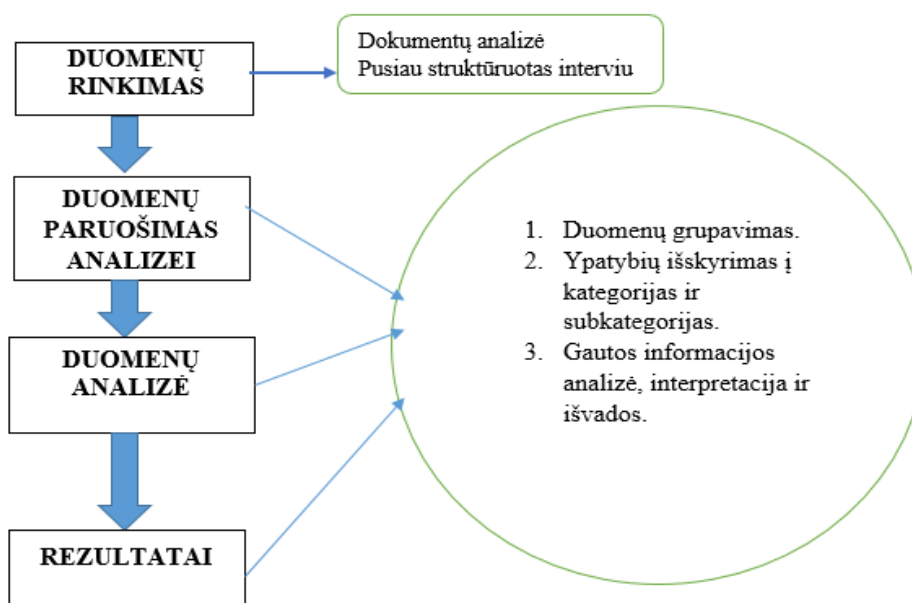 DUOMENŲ
RINKIMAS
Dokumentų analizė
Pusiau struktūruotas interviu
DUOMENŲ
PARUOŠIMAS
ANALIZEI
DUOMENŲ
ANALIZĖ
REZULTATAI
1. Duomenų grupavimas.
2. Ypatybių išskyrimas į
kategorijas ir
subkategorijas.
3. Gautos informacijos
analizė, interpretacija ir
išvados.